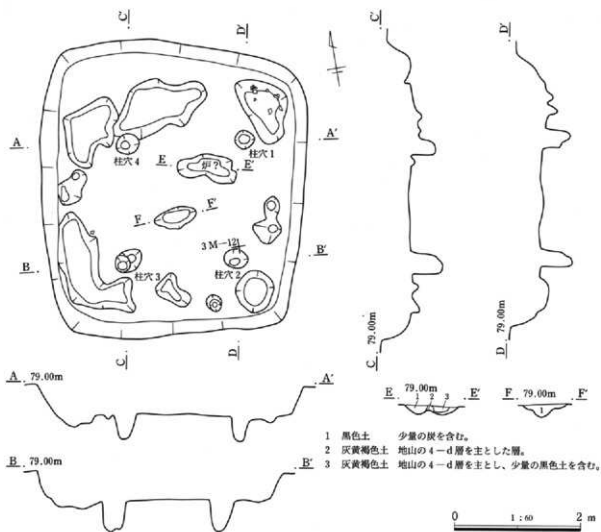 C'
D'
C'
D'
A
A'
柱穴4
柱穴1
E
炉?
E'
F
F'
3M-121
B
B'
柱穴3
柱穴2
C
D
79.00m
C
79.00m
D
A 79.00m
A'
E 79.00m E'
1 2 3
F 79.00m F'
1
B 79.00m
B'
1 黒色土 少量の炭を含む。
2 灰黄褐色土 地山の4-d層を主とした層。
3 灰黄褐色土 地山の4-d層を主とし、少量の黒色土を含む。
0 1:60 2 m